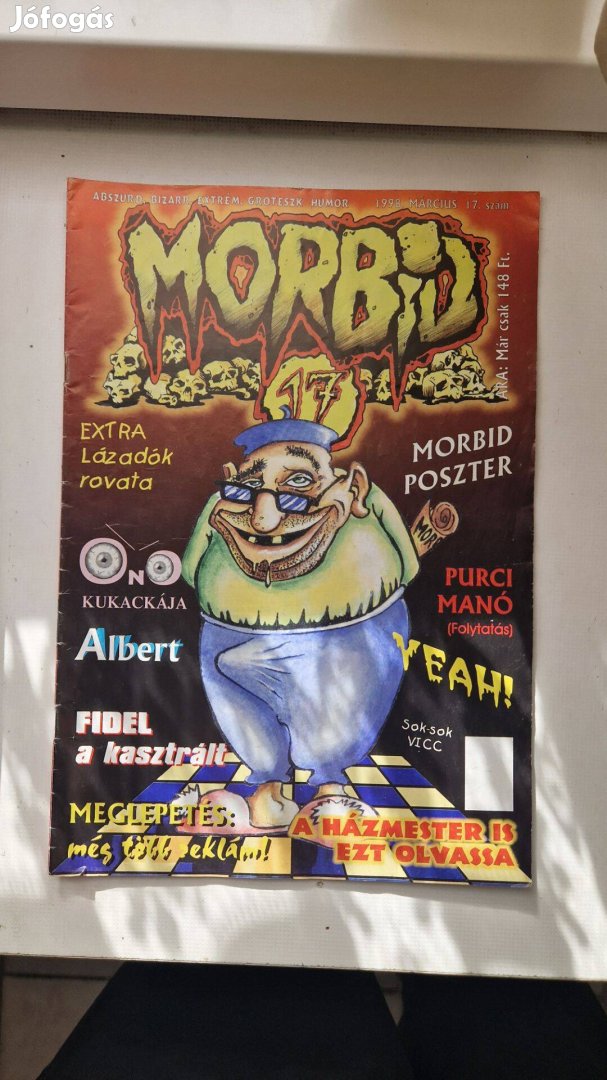 Jófogás
ABSZURD, BIZARR, EXTREM, GROTESZK HUMOR 1998 MÁRCIUS 17. szám
MORBiD
17
ÁRA: Már csak 148 Ft.
EXTRA
Lázadók
rovata
MORBID
POSZTER
MOR
ONO
KUKACKÁJA
PURCI
MANÓ
(Folytatás)
Albert
YEAH!
FIDEL
a kasztrált
Sok-sok
VICC
MEGLEPETÉS:
még több reklám!
A HÁZMESTER IS
EZT OLVASSA